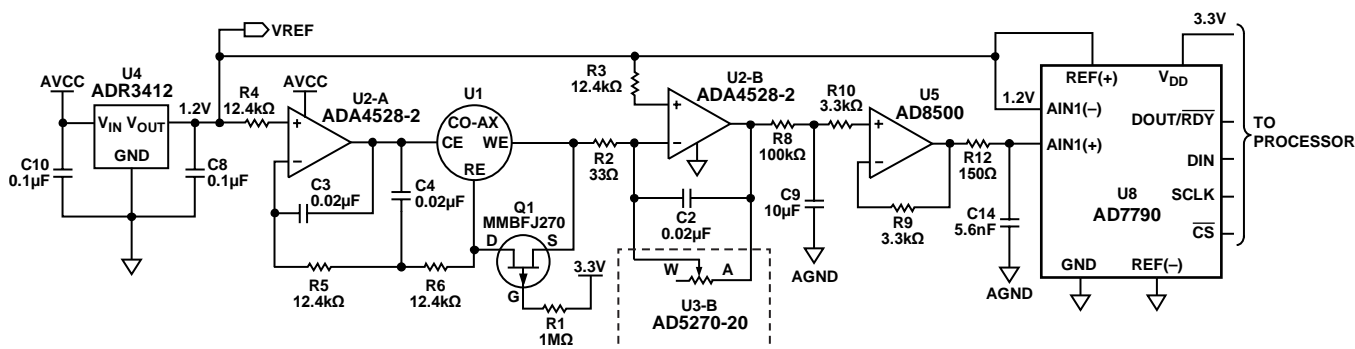 VREF
3.3V
AVCC
U4
ADR3412
1.2V
R4
12.4kΩ
AVCC
U2-A
ADA4528-2
U1
R3
12.4kΩ
U2-B
ADA4528-2
R10
3.3kΩ
U5
AD8500
REF(+)
VDD
1.2V
AIN1(–)
VIN VOUT
GND
C10
0.1µF
C8
0.1µF
+
–
CO-AX
CE
WE
RE
R2
33Ω
+
–
R8
100kΩ
+
–
R12
150Ω
AIN1(+)
DOUT/RDY
DIN
SCLK
CS
TO
PROCESSOR
U8
AD7790
C3
0.02µF
C4
0.02µF
Q1
MMBFJ270
D
S
G
C2
0.02µF
C9
10µF
R9
3.3kΩ
C14
5.6nF
R5
12.4kΩ
R6
12.4kΩ
3.3V
R1
1MΩ
W
A
U3-B
AD5270-20
AGND
AGND
GND
REF(–)